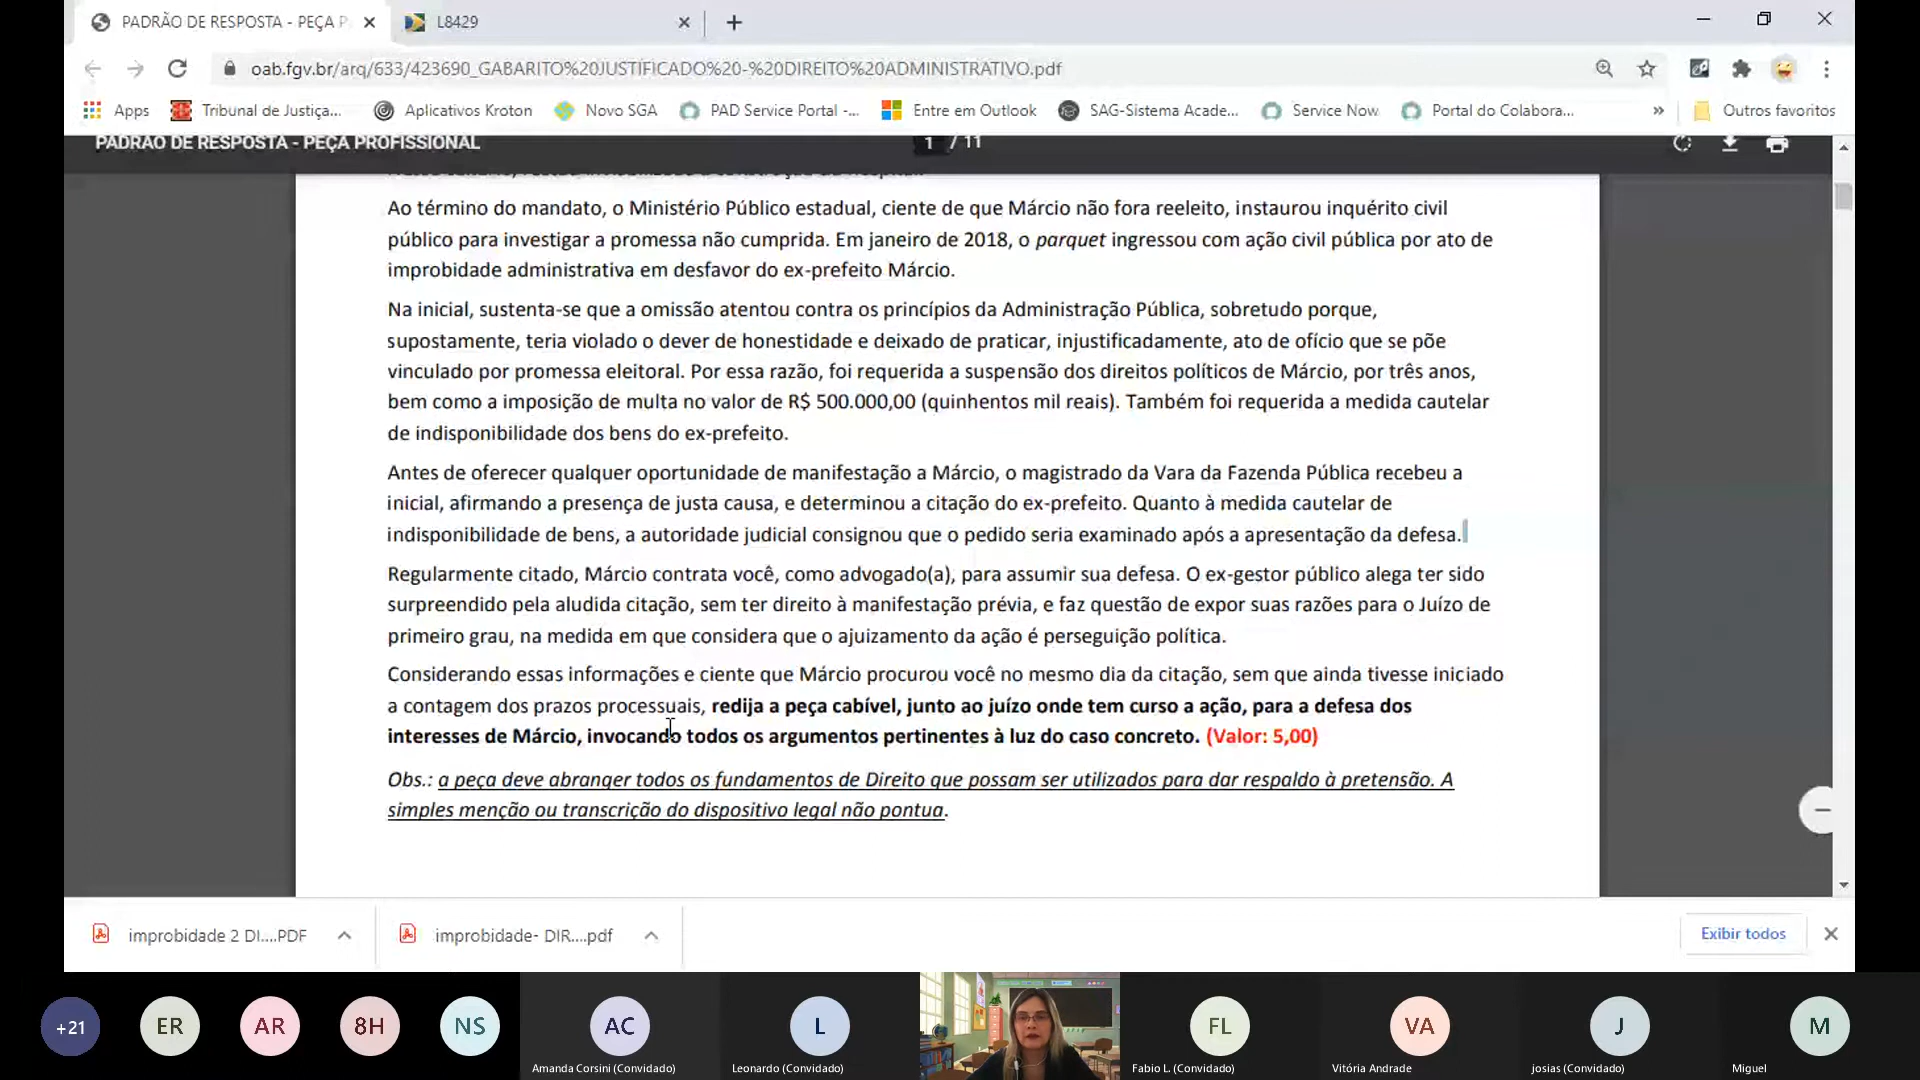 PADRÃO DE RESPOSTA - PEÇA P
L8429
oab.fgv.br/arq/633/423690_GABARITO%20JUSTIFICADO%20-%20DIREITO%20ADMINISTRATIVO.pdf
Apps
Tribunal de Justiça...
Aplicativos Kroton
Novo SGA
PAD Service Portal -...
Entre em Outlook
SAG-Sistema Acade...
Service Now
Portal do Colabora...
»
Outros favoritos
PADRÃO DE RESPOSTA - PEÇA PROFISSIONAL
1 / 11
Ao término do mandato, o Ministério Público estadual, ciente de que Márcio não fora reeleito, instaurou inquérito civil
público para investigar a promessa não cumprida. Em janeiro de 2018, o parquet ingressou com ação civil pública por ato de
improbidade administrativa em desfavor do ex-prefeito Márcio.
Na inicial, sustenta-se que a omissão atentou contra os princípios da Administração Pública, sobretudo porque,
supostamente, teria violado o dever de honestidade e deixado de praticar, injustificadamente, ato de ofício que se põe
vinculado por promessa eleitoral. Por essa razão, foi requerida a suspensão dos direitos políticos de Márcio, por três anos,
bem como a imposição de multa no valor de R$ 500.000,00 (quinhentos mil reais). Também foi requerida a medida cautelar
de indisponibilidade dos bens do ex-prefeito.
Antes de oferecer qualquer oportunidade de manifestação a Márcio, o magistrado da Vara da Fazenda Pública recebeu a
inicial, afirmando a presença de justa causa, e determinou a citação do ex-prefeito. Quanto à medida cautelar de
indisponibilidade de bens, a autoridade judicial consignou que o pedido seria examinado após a apresentação da defesa.
Regularmente citado, Márcio contrata você, como advogado(a), para assumir sua defesa. O ex-gestor público alega ter sido
surpreendido pela aludida citação, sem ter direito à manifestação prévia, e faz questão de expor suas razões para o Juízo de
primeiro grau, na medida em que considera que o ajuizamento da ação é perseguição política.
Considerando essas informações e ciente que Márcio procurou você no mesmo dia da citação, sem que ainda tivesse iniciado
a contagem dos prazos processuais, redija a peça cabível, junto ao juízo onde tem curso a ação, para a defesa dos
interesses de Márcio, invocando todos os argumentos pertinentes à luz do caso concreto. (Valor: 5,00)
Obs.: a peça deve abranger todos os fundamentos de Direito que possam ser utilizados para dar respaldo à pretensão. A
simples menção ou transcrição do dispositivo legal não pontua.
improbidade 2 DI....PDF
improbidade- DIR....pdf
Exibir todos
+21
ER
AR
8H
NS
AC
L
FL
VA
J
M
Amanda Corsini (Convidado)
Leonardo (Convidado)
Fabio L. (Convidado)
Vitória Andrade
josias (Convidado)
Miguel